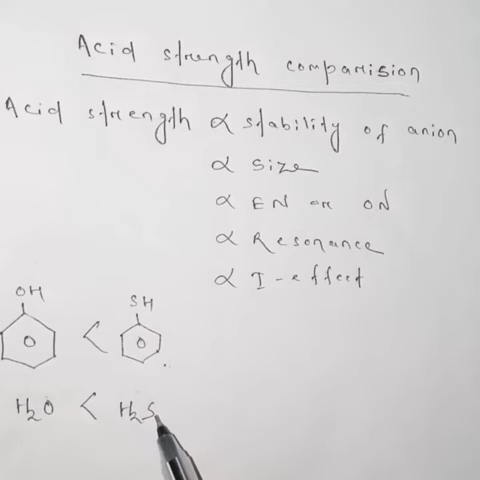 Acid strength comparision
Acid strength ∝ stability of anion
∝ Size
∝ EN or ON
∝ Resonance
∝ I-effect
OH < SH
H₂O < H₂S